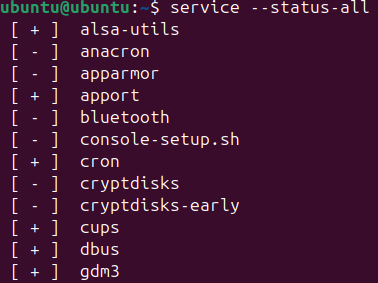 ubuntu@ubuntu:~$ service --status-all
[ + ] alsa-utils
[ - ] anacron
[ - ] apparmor
[ + ] apport
[ - ] bluetooth
[ - ] console-setup.sh
[ + ] cron
[ - ] cryptdisks
[ - ] cryptdisks-early
[ + ] cups
[ + ] dbus
[ + ] gdm3